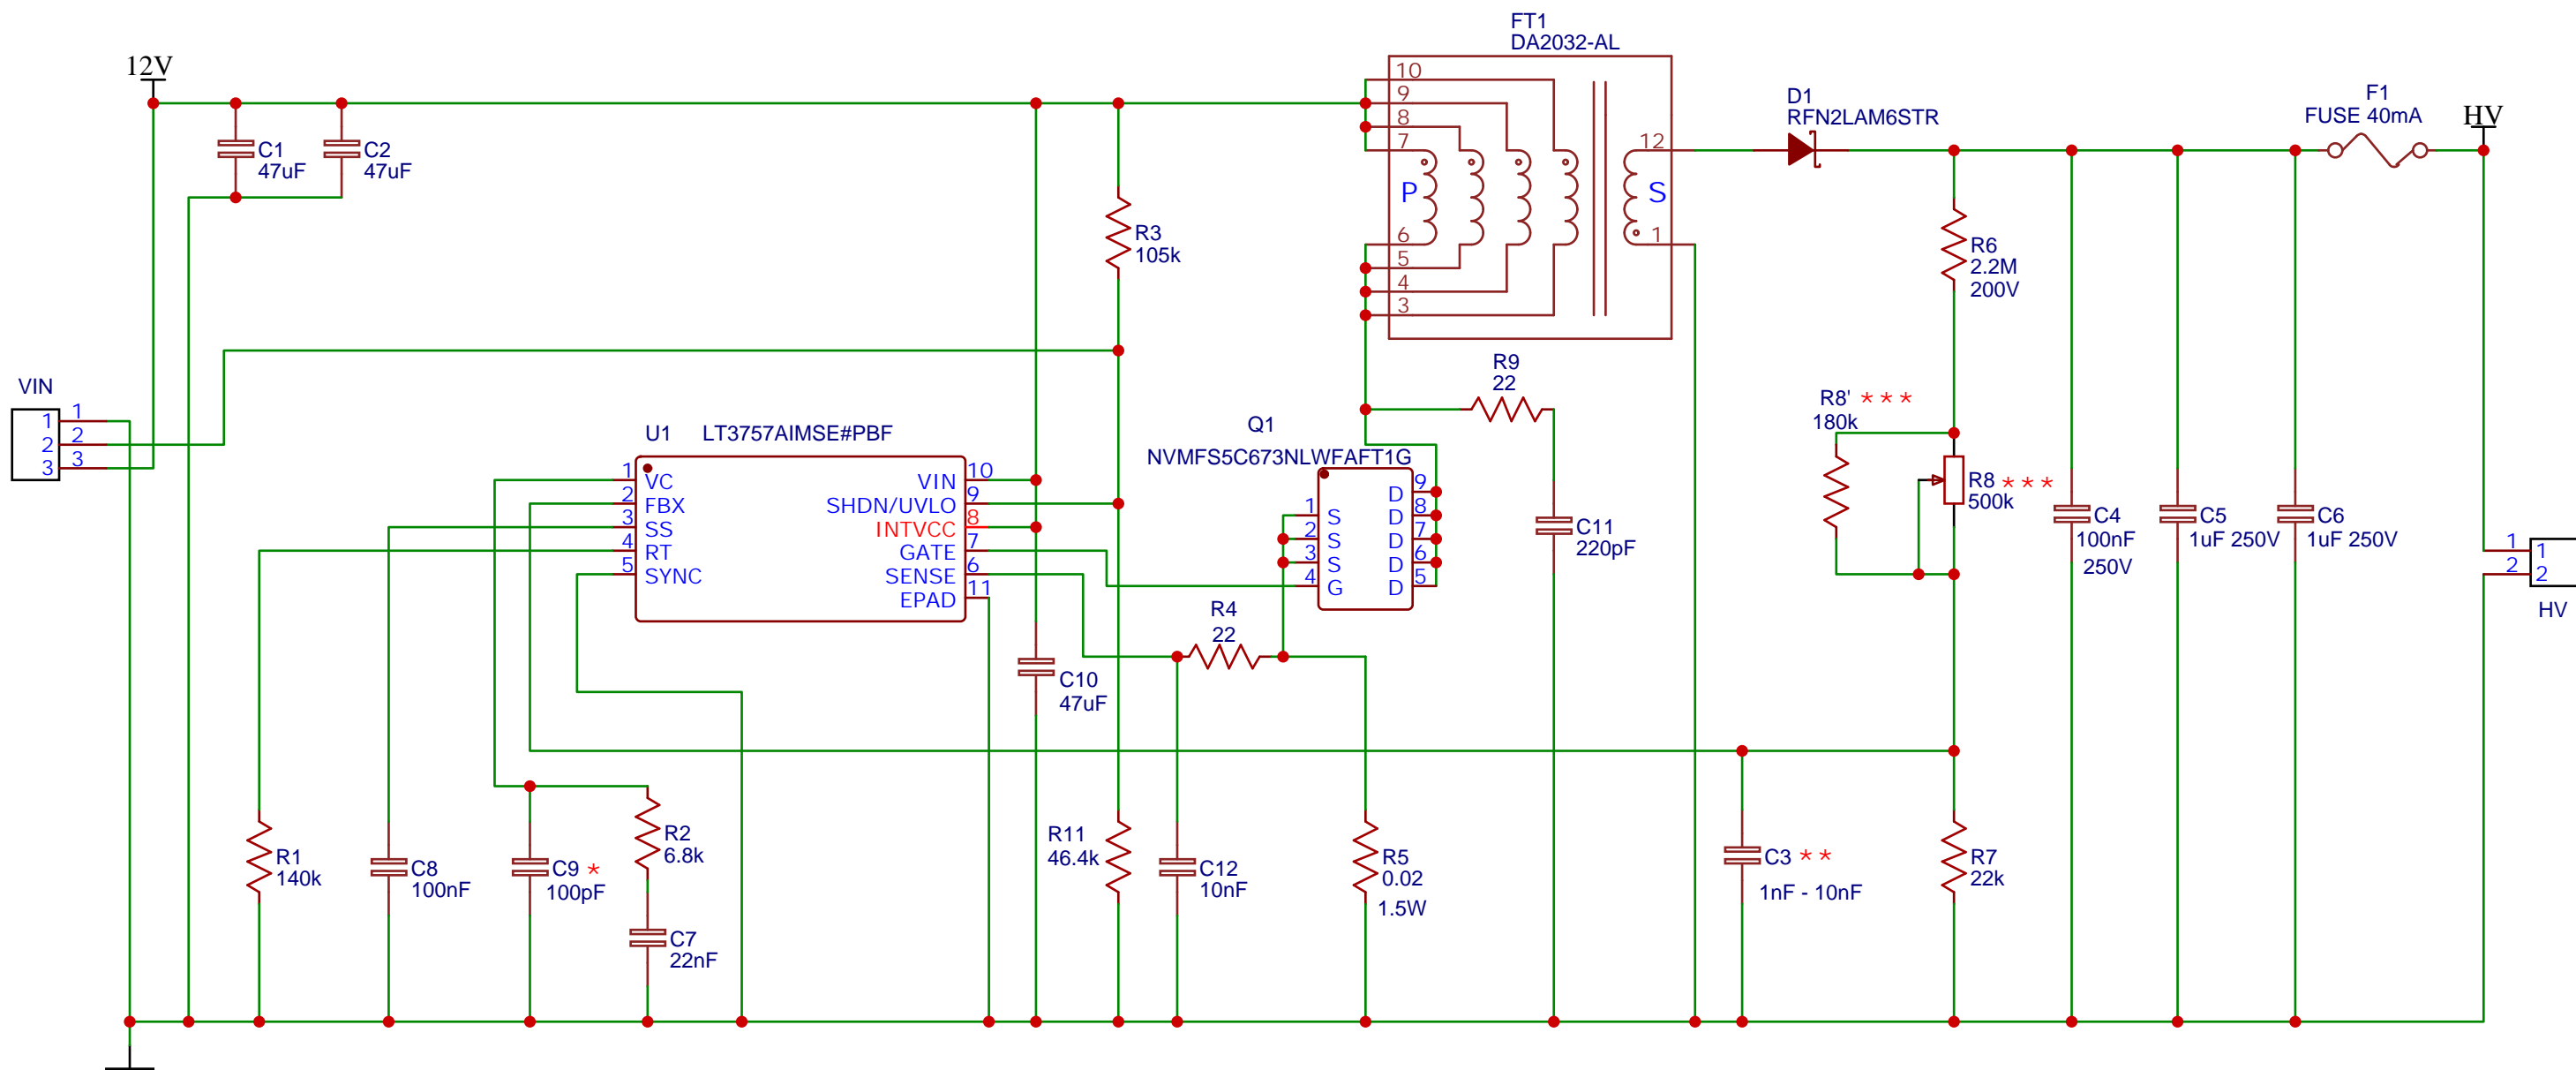 FT1
DA2032-AL
12V
10
9
8
7
6
5
4
3
P
S
12
1
D1
RFN2LAM6STR
F1
FUSE 40mA
HV
C1
47uF
C2
47uF
R3
105k
R6
2.2M
200V
R9
22
VIN
1 1
2 2
3 3
U1 LT3757AIMSE#PBF
1 VC
2 FBX
3 SS
4 RT
5 SYNC
VIN 10
SHDN/UVLO 9
INTVCC 8
GATE 7
SENSE 6
EPAD 11
Q1
NVMFS5C673NLWFAFT1G
1 S
2 S
3 S
4 G
D 9
D 8
D 7
D 6
D 5
C11
220pF
R8' ***
180k
R8 ***
500k
C4
100nF
250V
C5
1uF 250V
C6
1uF 250V
1 1
2 2
HV
R4
22
C10
47uF
R1
140k
C8
100nF
C9 *
100pF
R2
6.8k
C7
22nF
R11
46.4k
C12
10nF
R5
0.02
1.5W
C3 **
1nF - 10nF
R7
22k